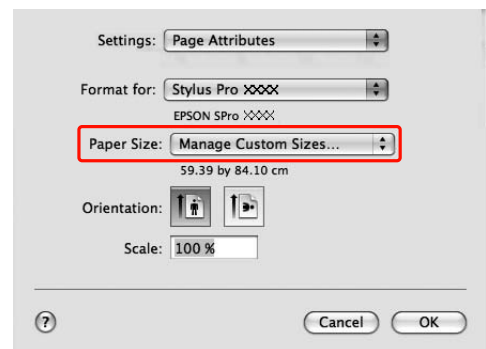 Settings: Page Attributes
Format for: Stylus Pro XXXX
EPSON SPro XXXX
Paper Size: Manage Custom Sizes...
59.39 by 84.10 cm
Orientation:
Scale: 100 %
? Cancel OK